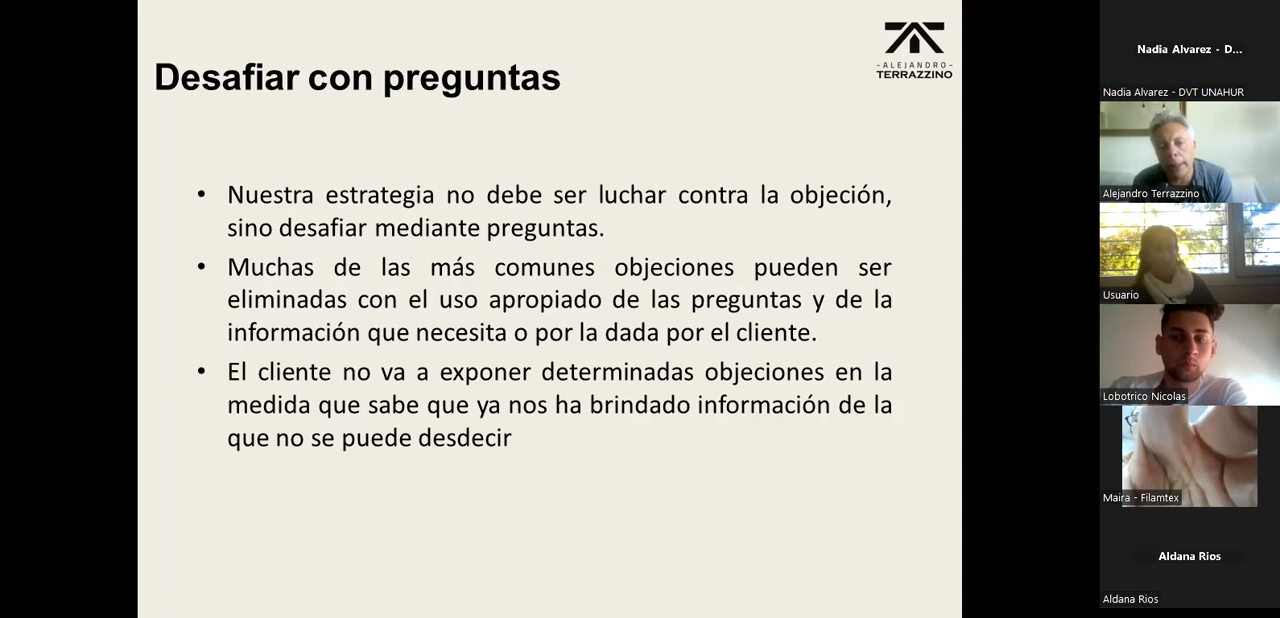 Desafiar con preguntas
-ALEJANDRO-
TERRAZZINO
• Nuestra estrategia no debe ser luchar contra la objeción,
sino desafiar mediante preguntas.
• Muchas de las más comunes objeciones pueden ser
eliminadas con el uso apropiado de las preguntas y de la
información que necesita o por la dada por el cliente.
• El cliente no va a exponer determinadas objeciones en la
medida que sabe que ya nos ha brindado información de la
que no se puede desdecir
Nadia Alvarez - D...
Nadia Alvarez - DVT UNAHUR
Alejandro Terrazzino
Usuario
Lobotrico Nicolas
Maira - Filamtex
Aldana Rios
Aldana Rios